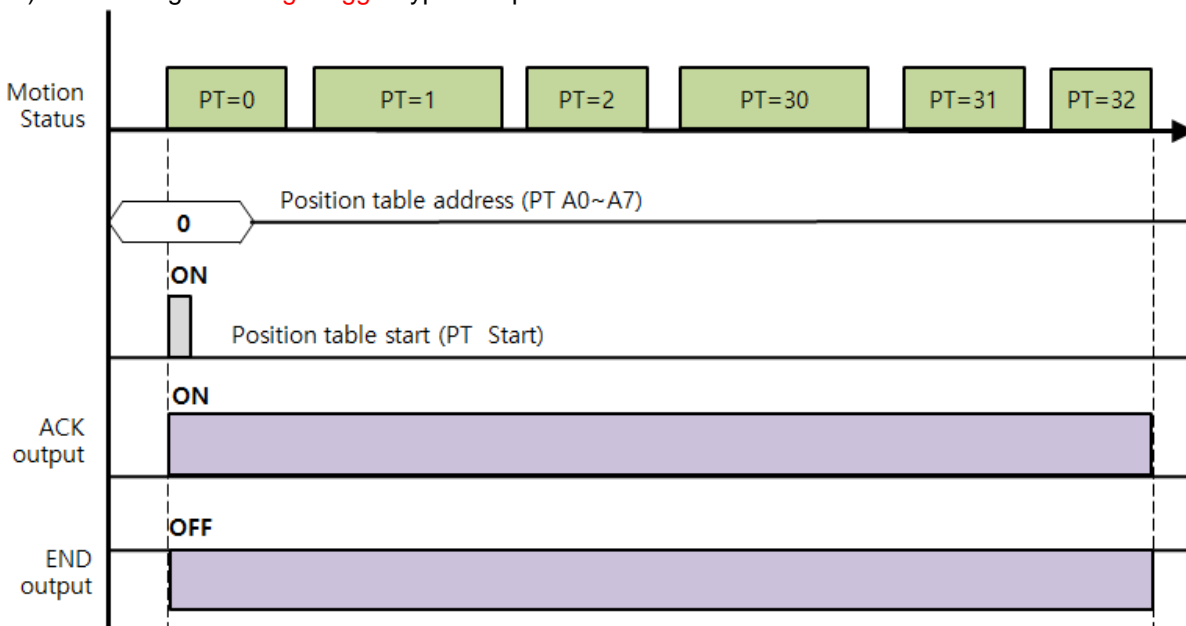 Motion
Status
PT=0
PT=1
PT=2
PT=30
PT=31
PT=32
Position table address (PT A0~A7)
0
ON
Position table start (PT Start)
ON
ACK
output
OFF
END
output